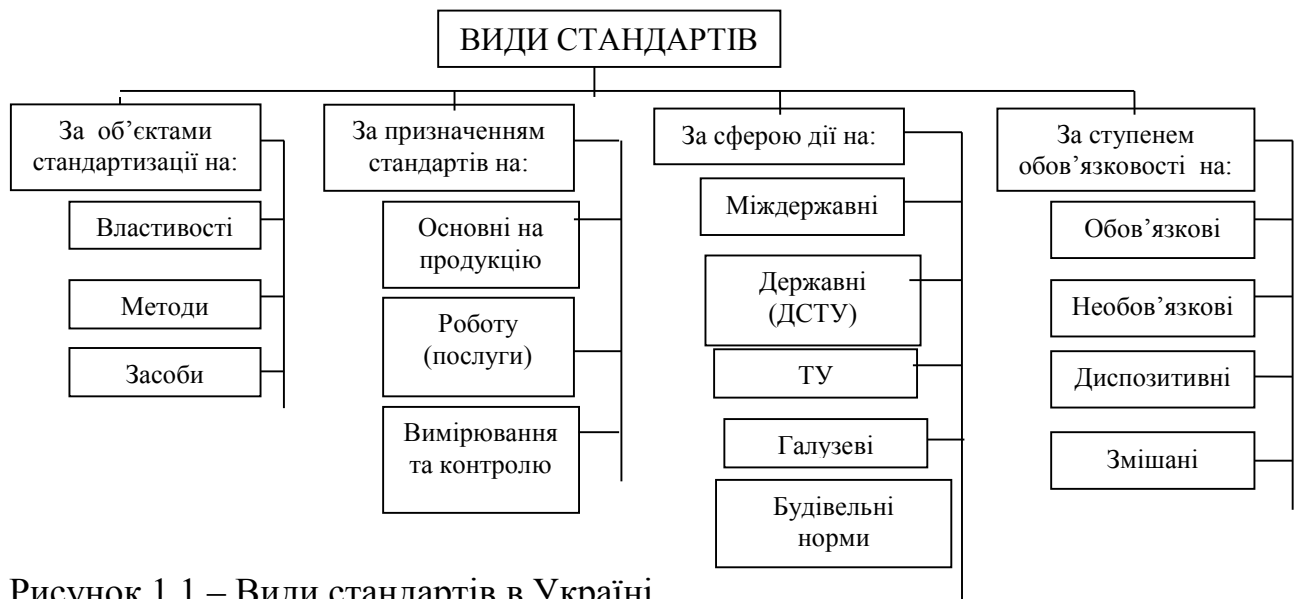 ВИДИ СТАНДАРТІВ
За об’єктами
стандартизації на:
Властивості
Методи
Засоби
За призначенням
стандартів на:
Основні на
продукцію
Роботу
(послуги)
Вимірювання
та контролю
За сферою дії на:
Міждержавні
Державні
(ДСТУ)
ТУ
Галузеві
Будівельні
норми
За ступенем
обов’язковості на:
Обов’язкові
Необов’язкові
Диспозитивні
Змішані
Рисунок 1.1 – Види стандартів в Україні